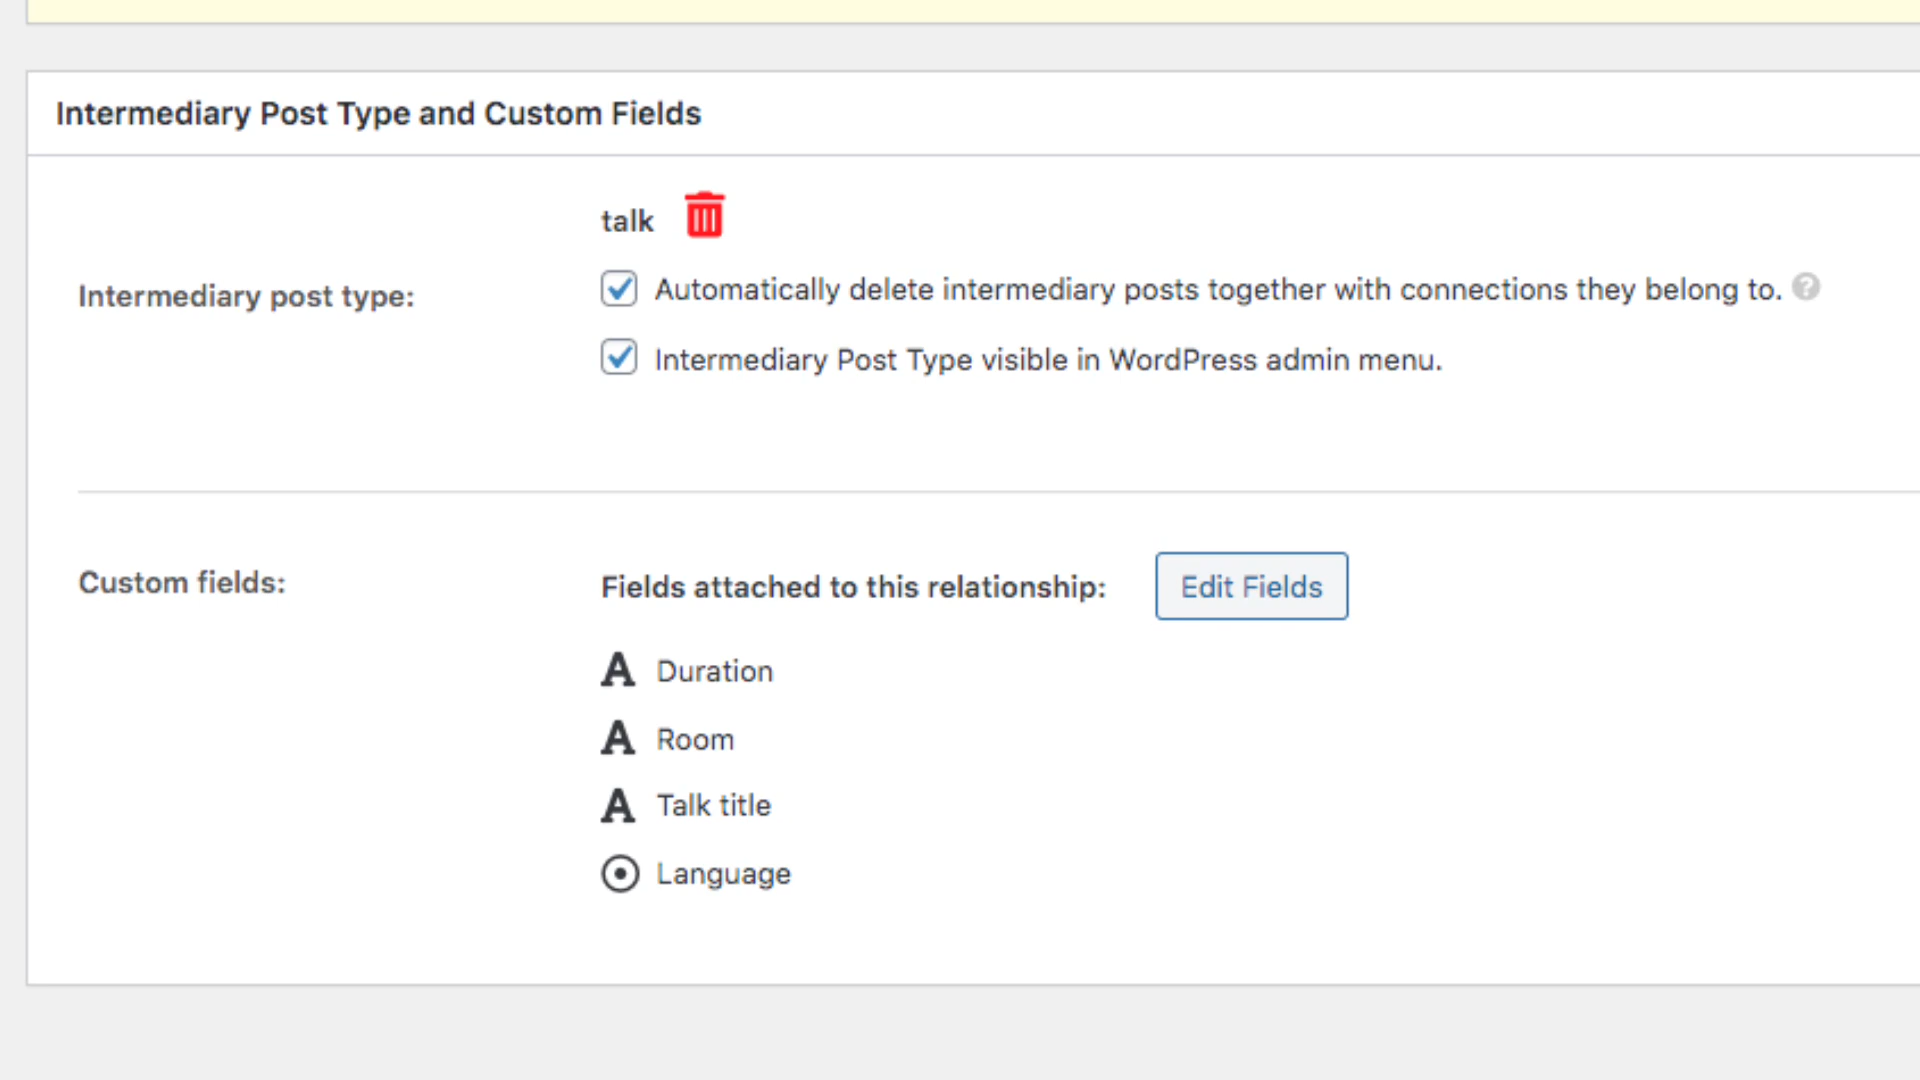 Intermediary Post Type and Custom Fields
talk
Intermediary post type:
Automatically delete intermediary posts together with connections they belong to. ?
Intermediary Post Type visible in WordPress admin menu.
Custom fields:
Fields attached to this relationship:
Edit Fields
A Duration
A Room
A Talk title
Language